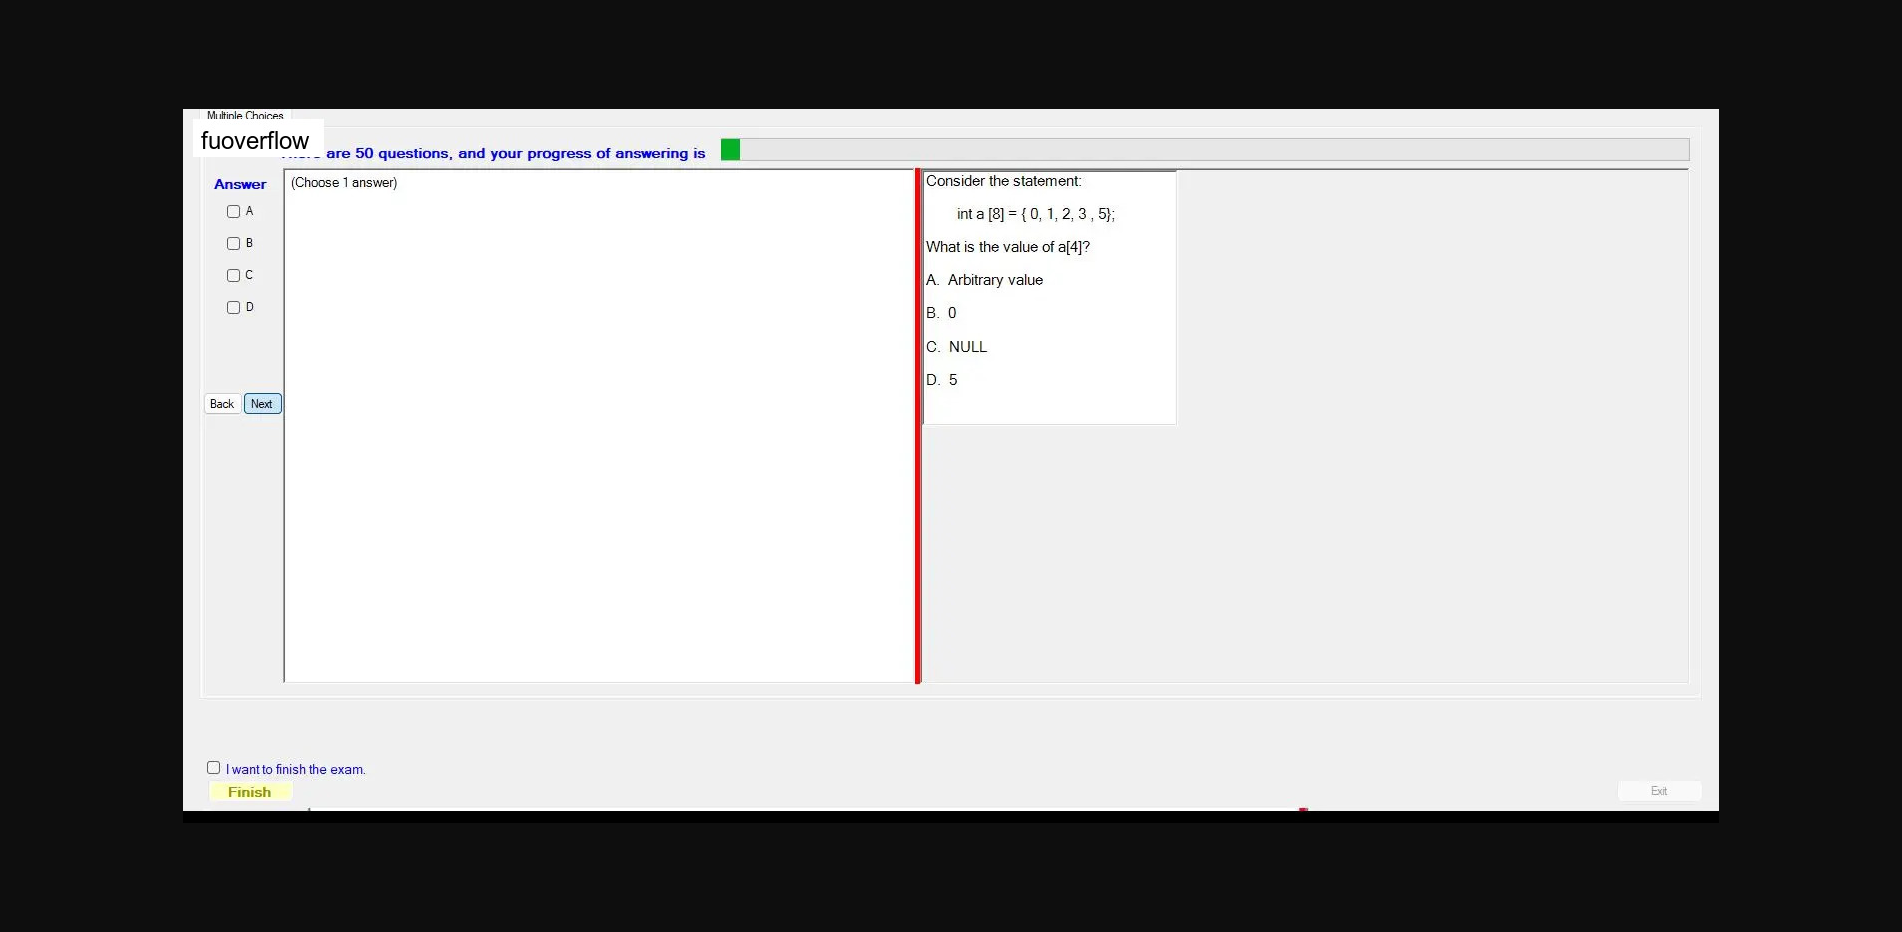 Multiple Choices
fuoverflow
are 50 questions, and your progress of answering is
Answer
(Choose 1 answer)
A
B
C
D
Back
Next
Consider the statement:
int a [8] = { 0, 1, 2, 3 , 5};
What is the value of a[4]?
A. Arbitrary value
B. 0
C. NULL
D. 5
I want to finish the exam.
Finish
Exit